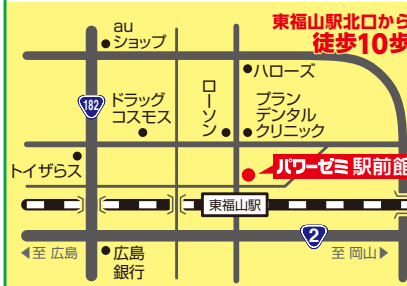 東福山駅北口から
徒歩10歩
au
ショップ
ハローズ
182
ドラッグ
コスモス
ローソン
プラン
デンタル
クリニック
トイザらス
パワーゼミ 駅前館
東福山駅
2
至 広島
広島
銀行
至 岡山